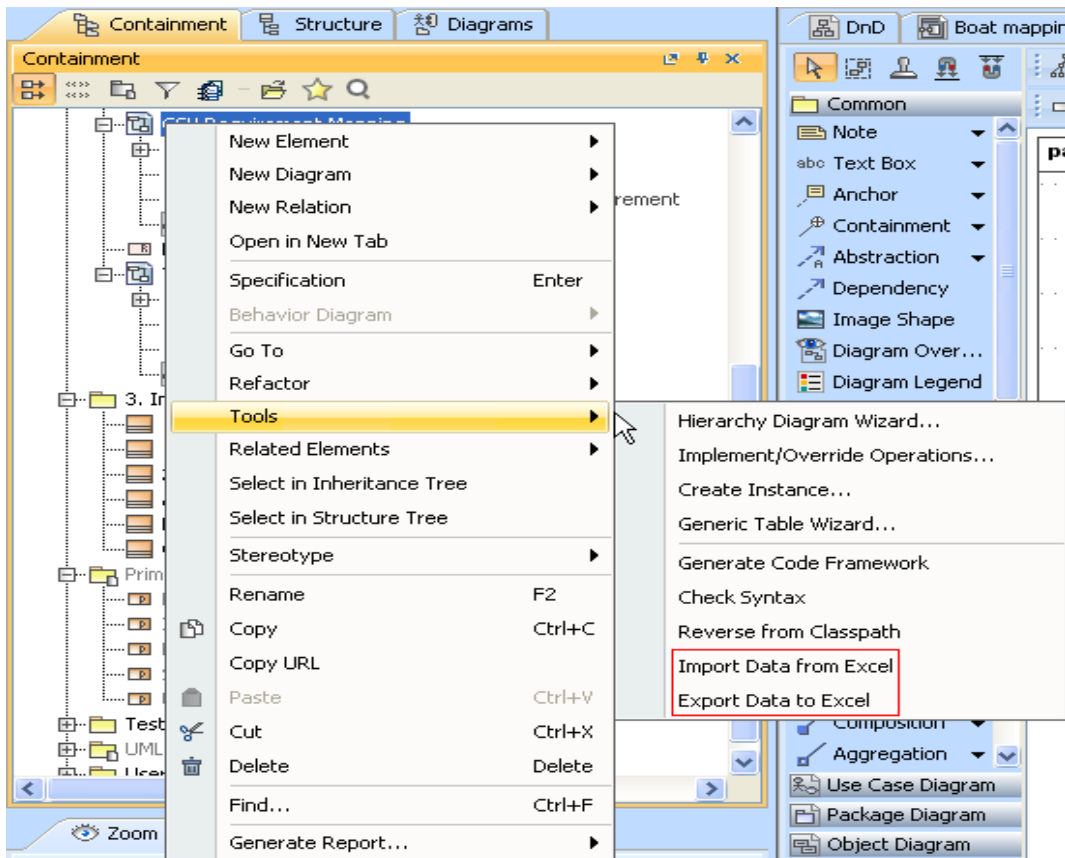 Containment
Structure
Diagrams
DnD
Boat mappin
Containment
Common
Note
abc Text Box
Anchor
Containment
Abstraction
Dependency
Image Shape
Diagram Over...
Diagram Legend
New Element
New Diagram
New Relation
rement
Open in New Tab
Specification Enter
Behavior Diagram
Go To
Refactor
3. Ir
Tools
Related Elements
Select in Inheritance Tree
Select in Structure Tree
Stereotype
Prim
Rename F2
Copy Ctrl+C
Copy URL
Paste Ctrl+V
Test
Cut Ctrl+X
UML
Delete Delete
User
Find... Ctrl+F
Zoom
Generate Report...
Hierarchy Diagram Wizard...
Implement/Override Operations...
Create Instance...
Generic Table Wizard...
Generate Code Framework
Check Syntax
Reverse from Classpath
Import Data from Excel
Export Data to Excel
Composition
Aggregation
Use Case Diagram
Package Diagram
Object Diagram